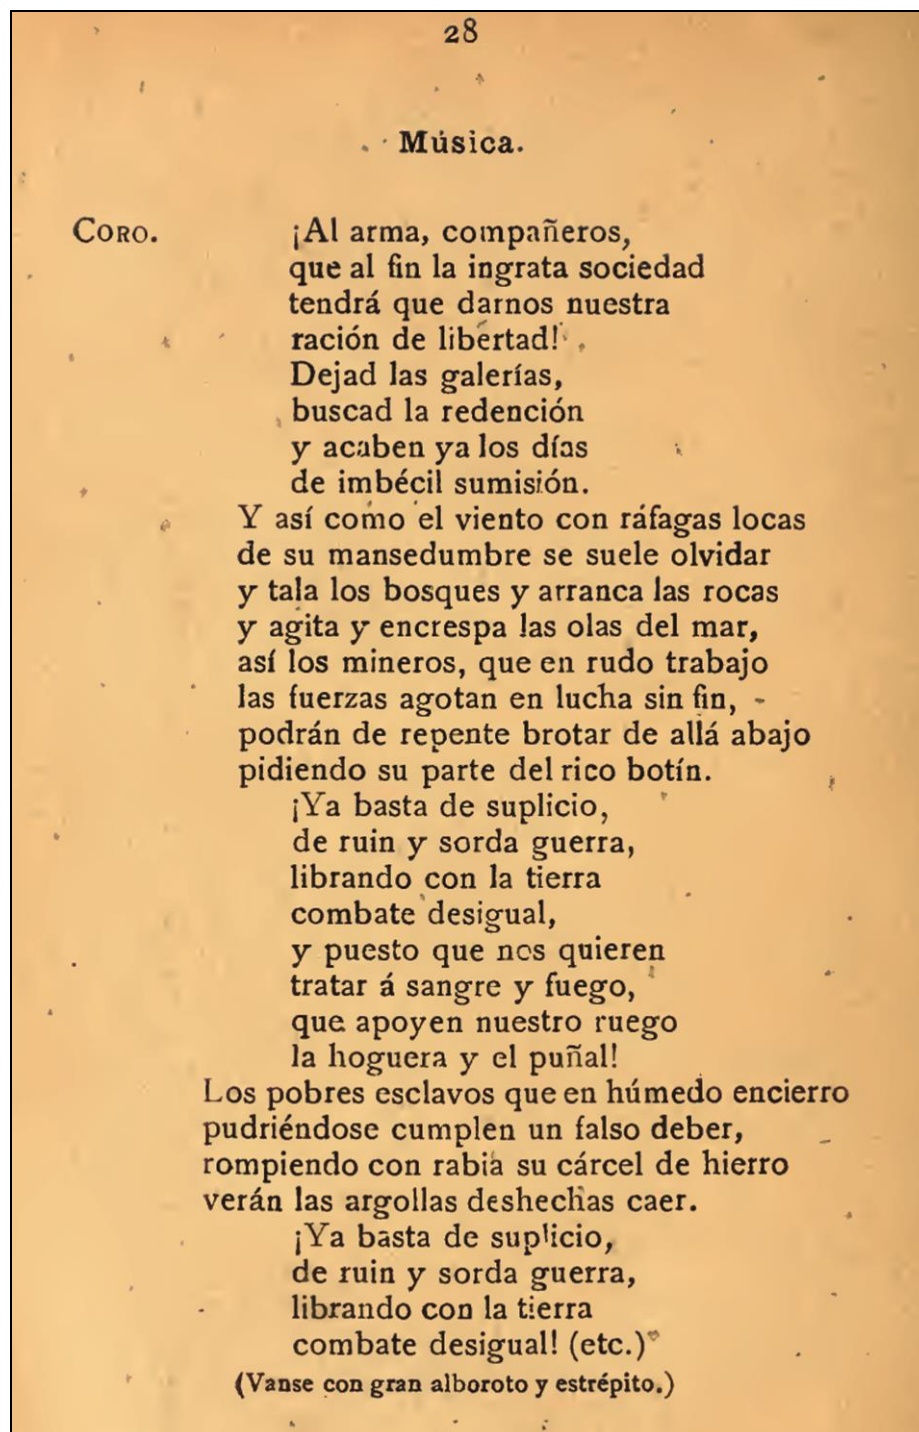 28
Música.
CORO. ¡Al arma, compañeros,
que al fin la ingrata sociedad
tendrá que darnos nuestra
ración de libertad!
Dejad las galerías,
buscad la redención
y acaben ya los días
de imbécil sumisión.
Y así como el viento con ráfagas locas
de su mansedumbre se suele olvidar
y tala los bosques y arranca las rocas
y agita y encrespa las olas del mar,
así los mineros, que en rudo trabajo
las fuerzas agotan en lucha sin fin,
podrán de repente brotar de allá abajo
pidiendo su parte del rico botín.
¡Ya basta de suplicio,
de ruin y sorda guerra,
librando con la tierra
combate desigual,
y puesto que nos quieren
tratar á sangre y fuego,
que apoyen nuestro ruego
la hoguera y el puñal!
Los pobres esclavos que en húmedo encierro
pudriéndose cumplen un falso deber,
rompiendo con rabia su cárcel de hierro
verán las argollas deshechas caer.
¡Ya basta de suplicio,
de ruin y sorda guerra,
librando con la tierra
combate desigual! (etc.)
(Vanse con gran alboroto y estrépito.)